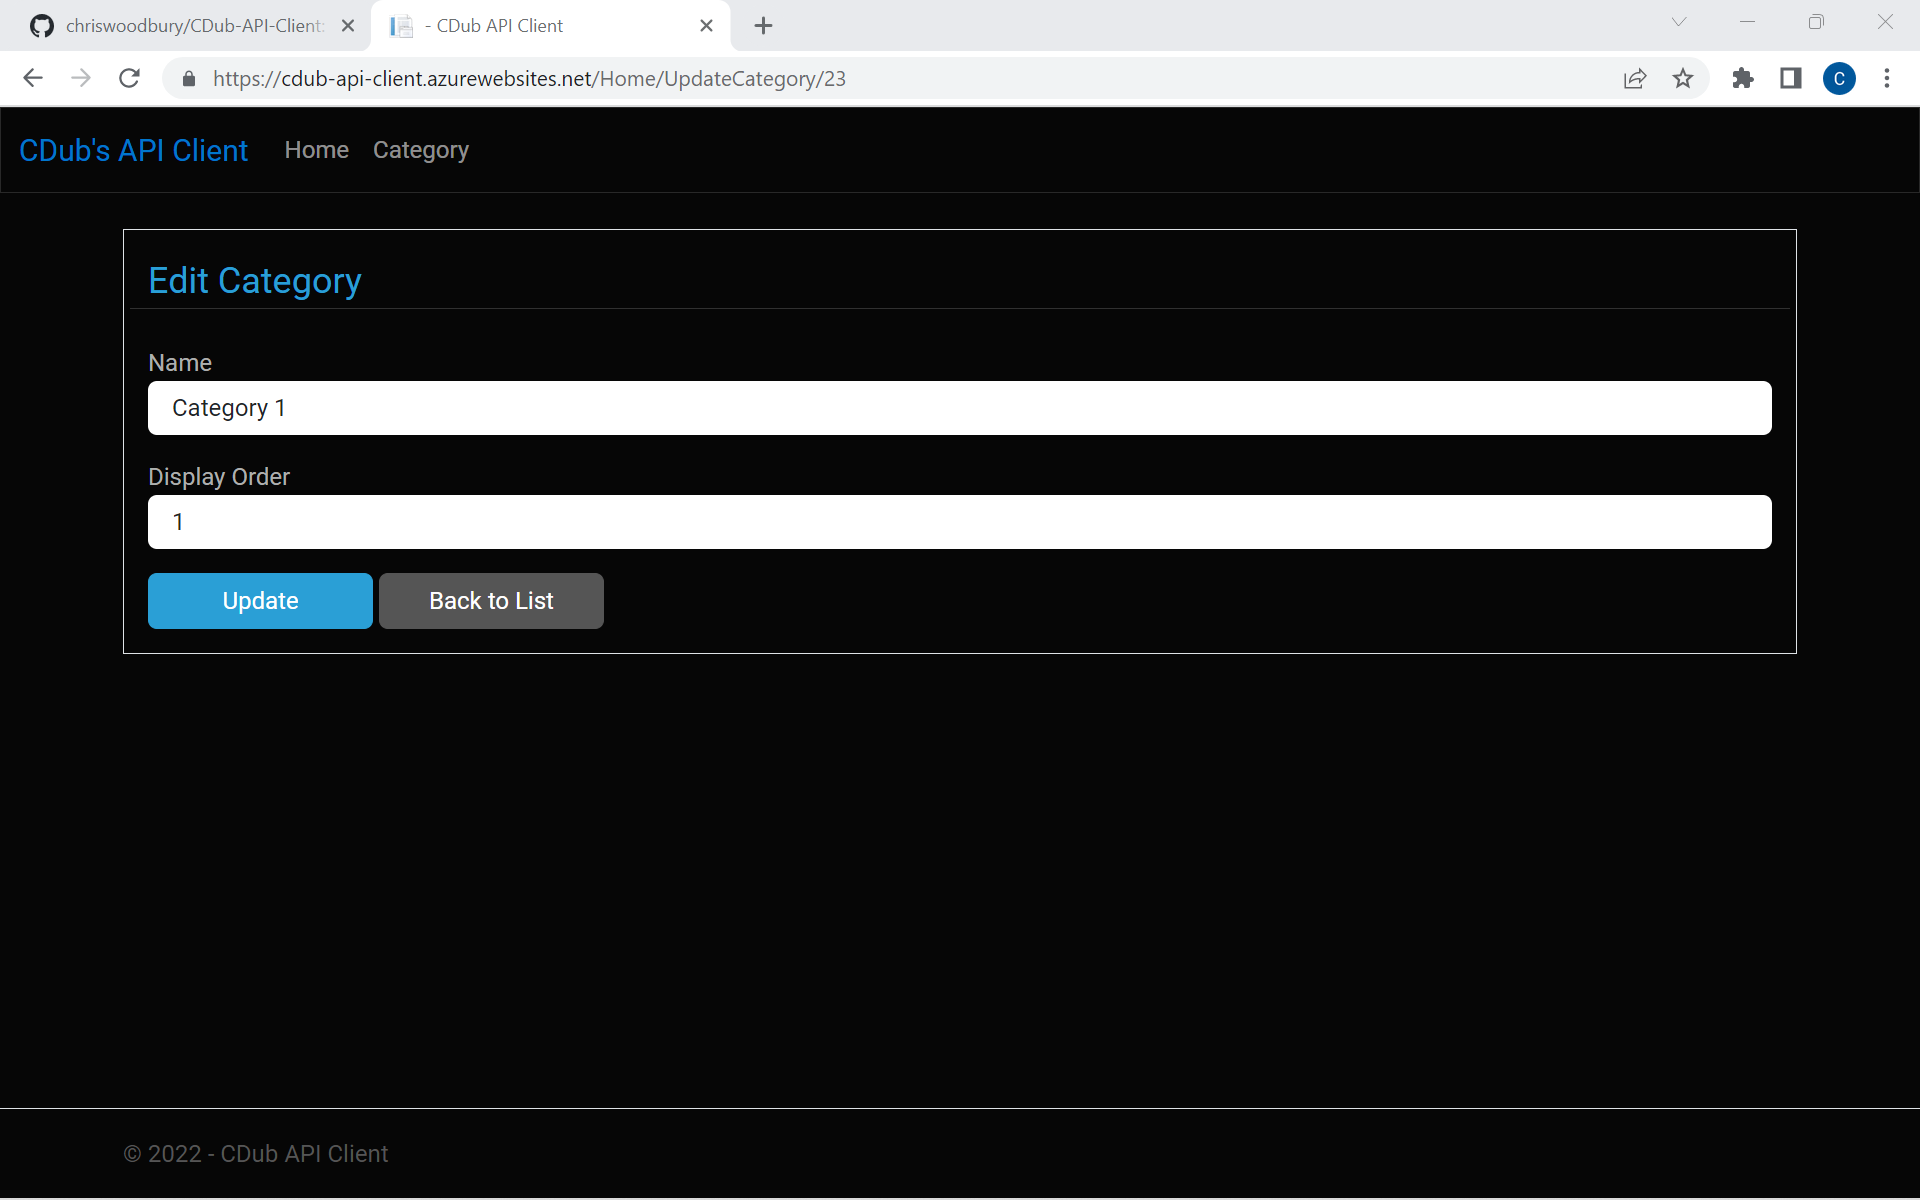 chriswoodbury/CDub-API-Client:
- CDub API Client
https://cdub-api-client.azurewebsites.net/Home/UpdateCategory/23
C
CDub's API Client Home Category
Edit Category
Name
Category 1
Display Order
1
Update Back to List
© 2022 - CDub API Client